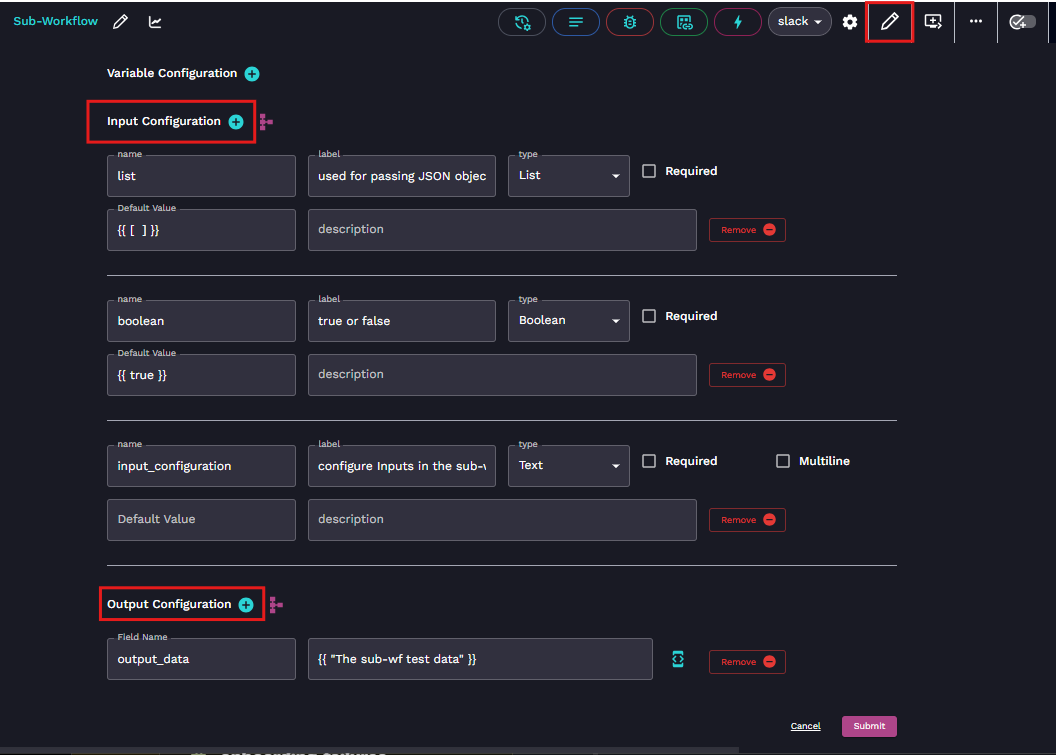 Sub-Workflow
slack
Variable Configuration
Input Configuration
name
list
label
used for passing JSON objec
type
List
Required
Default Value
{{ [ ] }}
description
Remove
name
boolean
label
true or false
type
Boolean
Required
Default Value
{{ true }}
description
Remove
name
input_configuration
label
configure Inputs in the sub-
type
Text
Required
Multiline
Default Value
description
Remove
Output Configuration
Field Name
output_data
{{ "The sub-wf test data" }}
Remove
Cancel
Submit